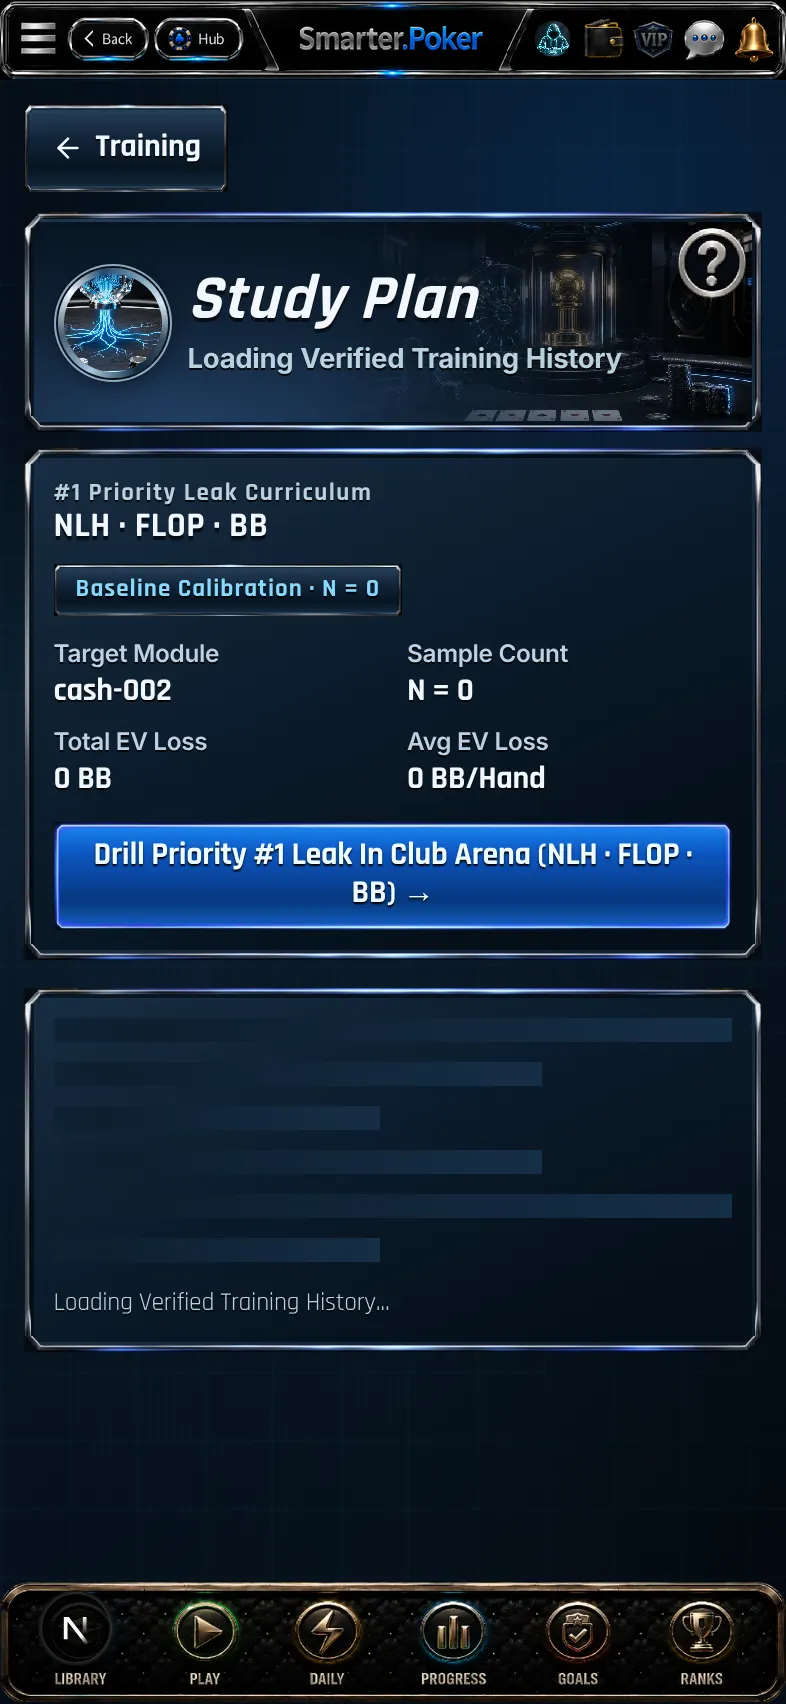 Back
Hub
Smarter.Poker
VIP
← Training
Study Plan
?
Loading Verified Training History
#1 Priority Leak Curriculum
NLH · FLOP · BB
Baseline Calibration · N = 0
Target Module
cash-002
Sample Count
N = 0
Total EV Loss
0 BB
Avg EV Loss
0 BB/Hand
Drill Priority #1 Leak In Club Arena (NLH · FLOP ·
BB) →
Loading Verified Training History...
N
LIBRARY
PLAY
DAILY
PROGRESS
GOALS
RANKS